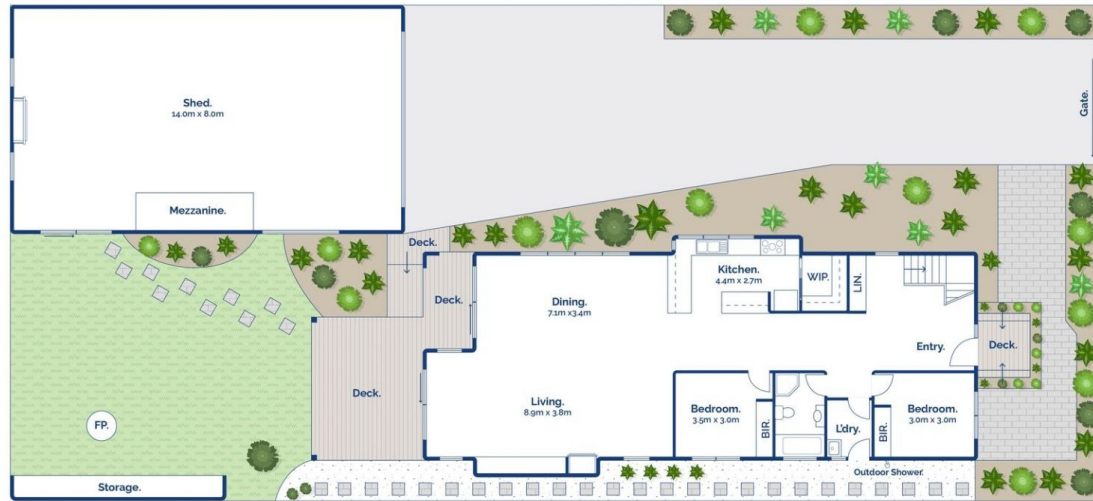 Shed.
14.0m x 8.0m
Gate.
Mezzanine.
Deck.
Kitchen.
4.4m x 2.7m
WIP.
LIN.
Deck.
Dining.
7.1m x3.4m
Entry.
Deck.
Deck.
Living.
8.9m x 3.8m
Bedroom.
3.5m x 3.0m
BIR.
L'dry.
BIR.
Bedroom.
3.0m x 3.0m
FP.
Outdoor Shower.
Storage.